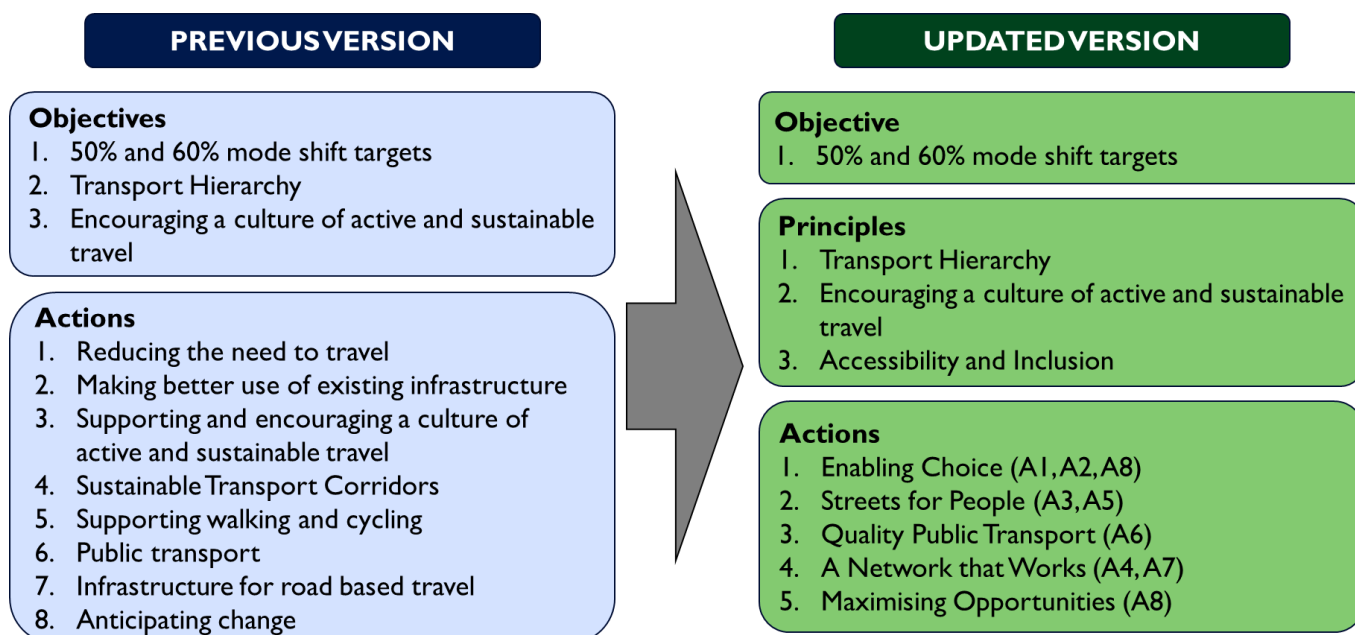 PREVIOUS VERSION
Objectives
1. 50% and 60% mode shift targets
2. Transport Hierarchy
3. Encouraging a culture of active and sustainable
travel
Actions
1. Reducing the need to travel
2. Making better use of existing infrastructure
3. Supporting and encouraging a culture of
active and sustainable travel
4. Sustainable Transport Corridors
5. Supporting walking and cycling
6. Public transport
7. Infrastructure for road based travel
8. Anticipating change
UPDATED VERSION
Objective
1. 50% and 60% mode shift targets
Principles
1. Transport Hierarchy
2. Encouraging a culture of active and sustainable
travel
3. Accessibility and Inclusion
Actions
1. Enabling Choice (A1, A2, A8)
2. Streets for People (A3, A5)
3. Quality Public Transport (A6)
4. A Network that Works (A4, A7)
5. Maximising Opportunities (A8)